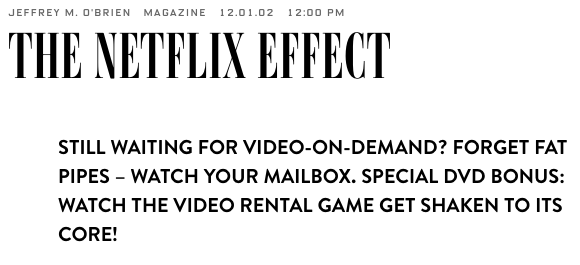 JEFFREY M. O'BRIEN MAGAZINE 12.01.02 12:00 PM
THE NETFLIX EFFECT
STILL WAITING FOR VIDEO-ON-DEMAND? FORGET FAT
PIPES – WATCH YOUR MAILBOX. SPECIAL DVD BONUS:
WATCH THE VIDEO RENTAL GAME GET SHAKEN TO ITS
CORE!